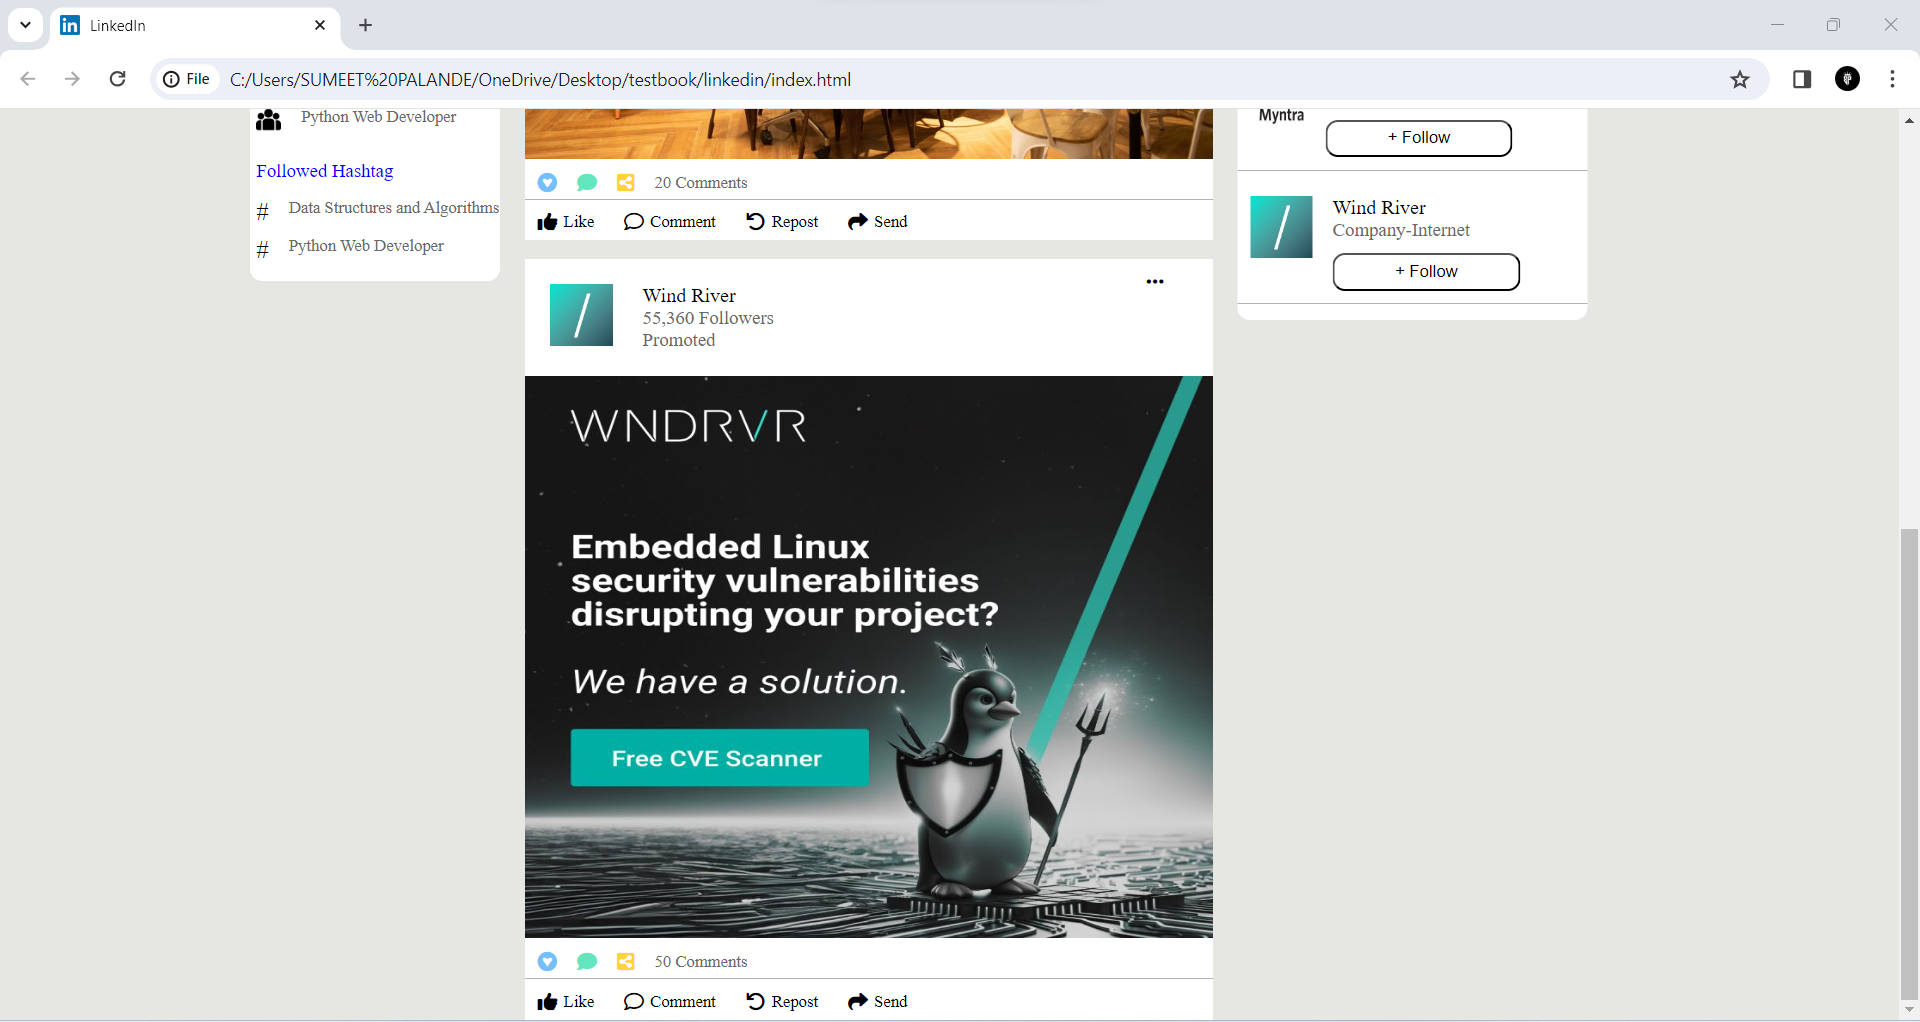 LinkedIn
File
C:/Users/SUMEET%20PALANDE/OneDrive/Desktop/testbook/linkedin/index.html
Python Web Developer
Followed Hashtag
# Data Structures and Algorithms
# Python Web Developer
20 Comments
Like Comment Repost Send
Wind River
55,360 Followers
Promoted
WNDRVR
Embedded Linux
security vulnerabilities
disrupting your project?
We have a solution.
Free CVE Scanner
50 Comments
Like Comment Repost Send
Myntra
+ Follow
Wind River
Company-Internet
+ Follow